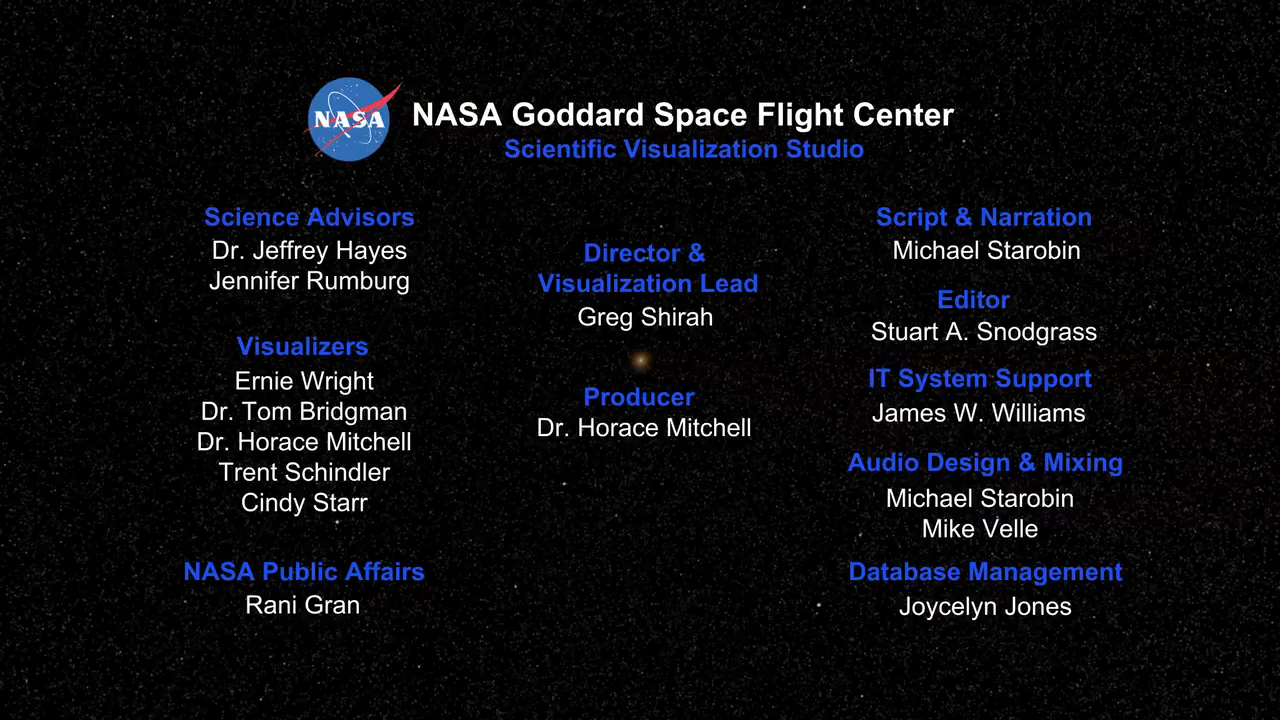 NASA
NASA Goddard Space Flight Center
Scientific Visualization Studio
Science Advisors
Dr. Jeffrey Hayes
Jennifer Rumburg
Visualizers
Ernie Wright
Dr. Tom Bridgman
Dr. Horace Mitchell
Trent Schindler
Cindy Starr
NASA Public Affairs
Rani Gran
Director &
Visualization Lead
Greg Shirah
Producer
Dr. Horace Mitchell
Script & Narration
Michael Starobin
Editor
Stuart A. Snodgrass
IT System Support
James W. Williams
Audio Design & Mixing
Michael Starobin
Mike Velle
Database Management
Joycelyn Jones